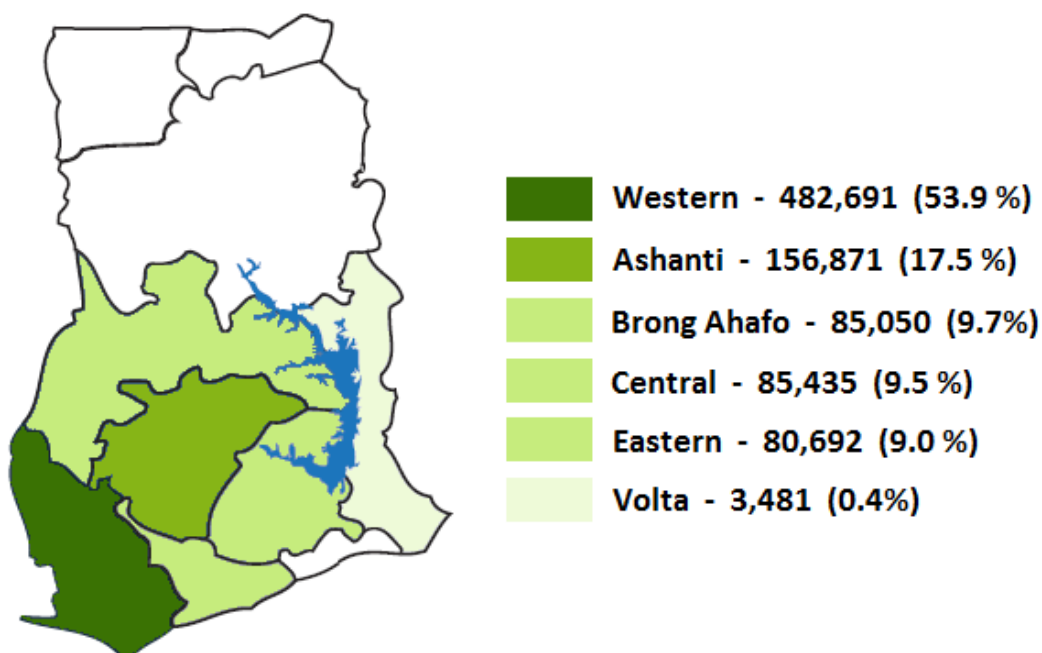 Western - 482,691 (53.9 %)
Ashanti - 156,871 (17.5 %)
Brong Ahafo - 85,050 (9.7%)
Central - 85,435 (9.5 %)
Eastern - 80,692 (9.0 %)
Volta - 3,481 (0.4%)